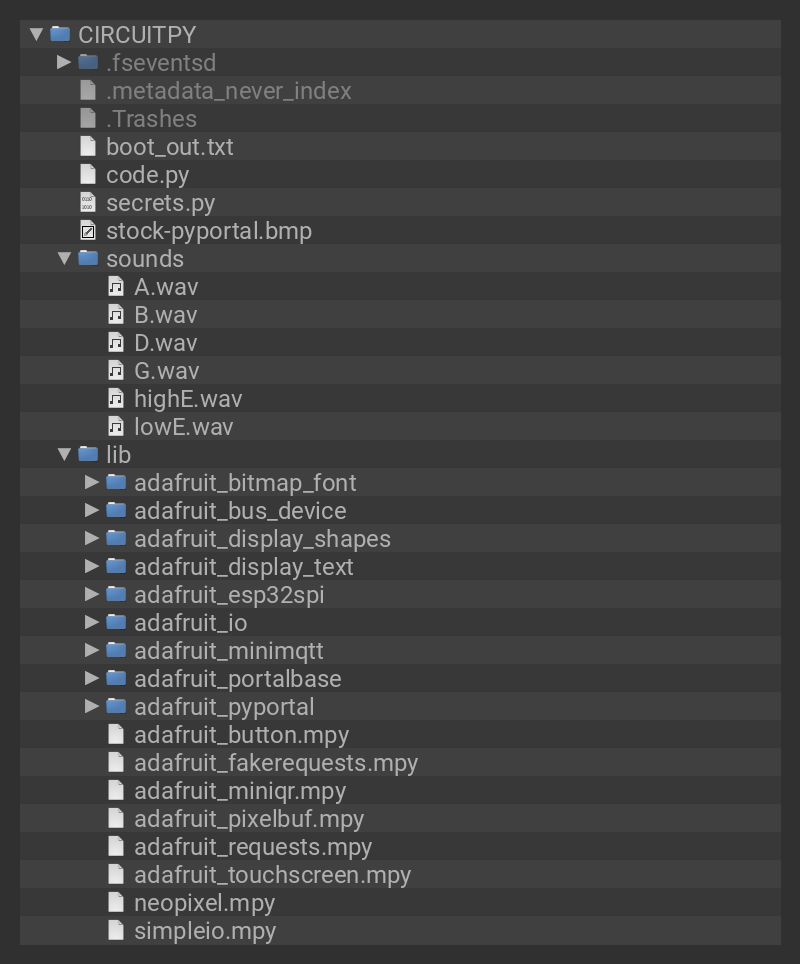 CIRCUITPY
.fseventsd
.metadata_never_index
.Trashes
boot_out.txt
code.py
secrets.py
stock-pyportal.bmp
sounds
A.wav
B.wav
D.wav
G.wav
highE.wav
lowE.wav
lib
adafruit_bitmap_font
adafruit_bus_device
adafruit_display_shapes
adafruit_display_text
adafruit_esp32spi
adafruit_io
adafruit_minimqtt
adafruit_portalbase
adafruit_pyportal
adafruit_button.mpy
adafruit_fakerequests.mpy
adafruit_miniqr.mpy
adafruit_pixelbuf.mpy
adafruit_requests.mpy
adafruit_touchscreen.mpy
neopixel.mpy
simpleio.mpy